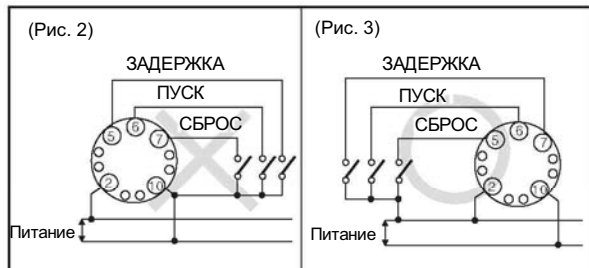 (Рис. 2)
ЗАДЕРЖКА
ПУСК
СБРОС
5
6
7
2
10
Питание
(Рис. 3)
ЗАДЕРЖКА
ПУСК
СБРОС
5
6
7
2
10
Питание